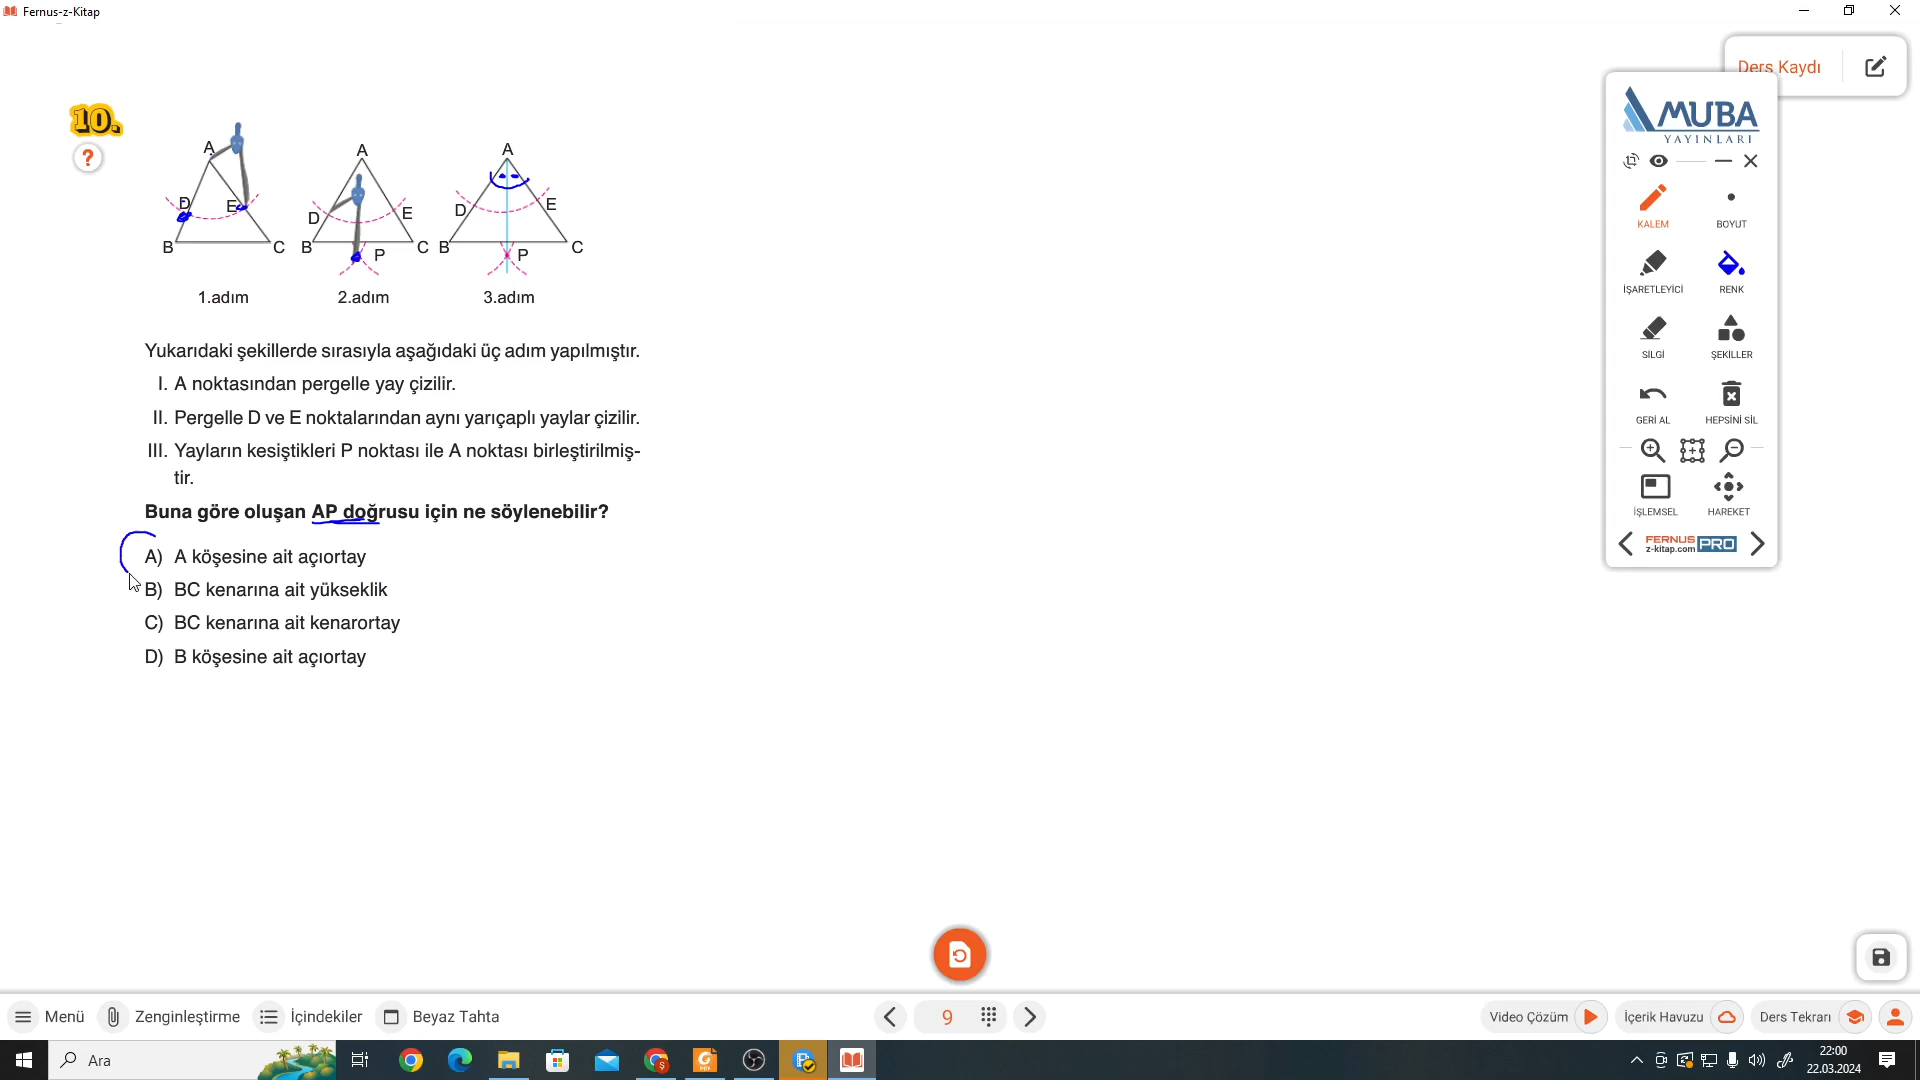 Fernus-z-Kitap
Ders Kaydı
MUBA
YAYINLARI
10.
?
A
D
E
B
C
1.adım
A
D
E
B
P
C
2.adım
A
D
E
B
P
C
3.adım
Yukarıdaki şekillerde sırasıyla aşağıdaki üç adım yapılmıştır.
I. A noktasından pergelle yay çizilir.
II. Pergelle D ve E noktalarından aynı yarıçaplı yaylar çizilir.
III. Yayların kesiştikleri P noktası ile A noktası birleştirilmiş-
tir.
Buna göre oluşan AP doğrusu için ne söylenebilir?
A) A köşesine ait açıortay
B) BC kenarına ait yükseklik
C) BC kenarına ait kenarortay
D) B köşesine ait açıortay
KALEM BOYUT
İŞARETLEYİCİ RENK
SİLGİ ŞEKİLLER
GERİ AL HEPSİNİ SİL
İŞLEMSEL HAREKET
FERNUS
z-kitap.com PRO
Menü Zenginleştirme İçindekiler Beyaz Tahta 9 Video Çözüm İçerik Havuzu Ders Tekrarı
Ara
22:00
22.03.2024